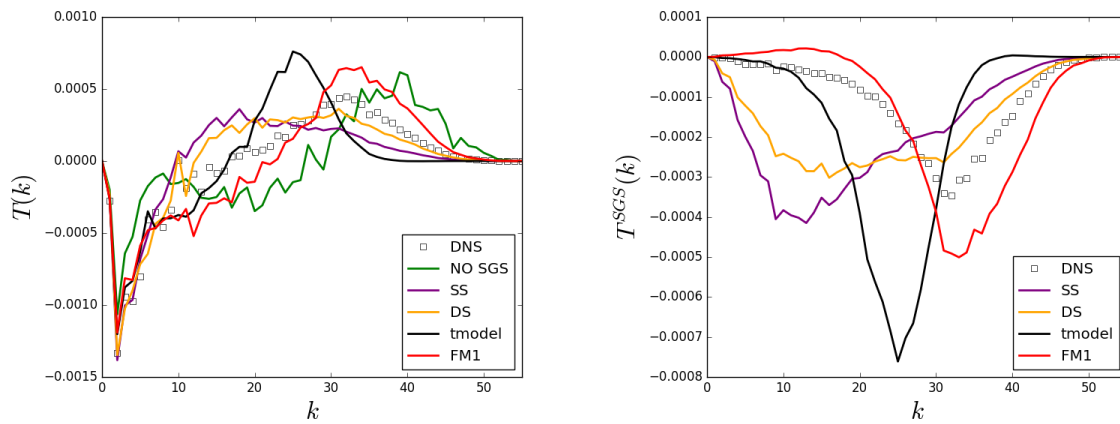 0.0010
0.0005
0.0000
−0.0005
−0.0010
−0.0015
T(k)
0 10 20 30 40 50
k
DNS
NO SGS
SS
DS
tmodel
FM1
0.0001
0.0000
−0.0001
−0.0002
−0.0003
−0.0004
−0.0005
−0.0006
−0.0007
−0.0008
T^{SGS}(k)
0 10 20 30 40 50
k
DNS
SS
DS
tmodel
FM1